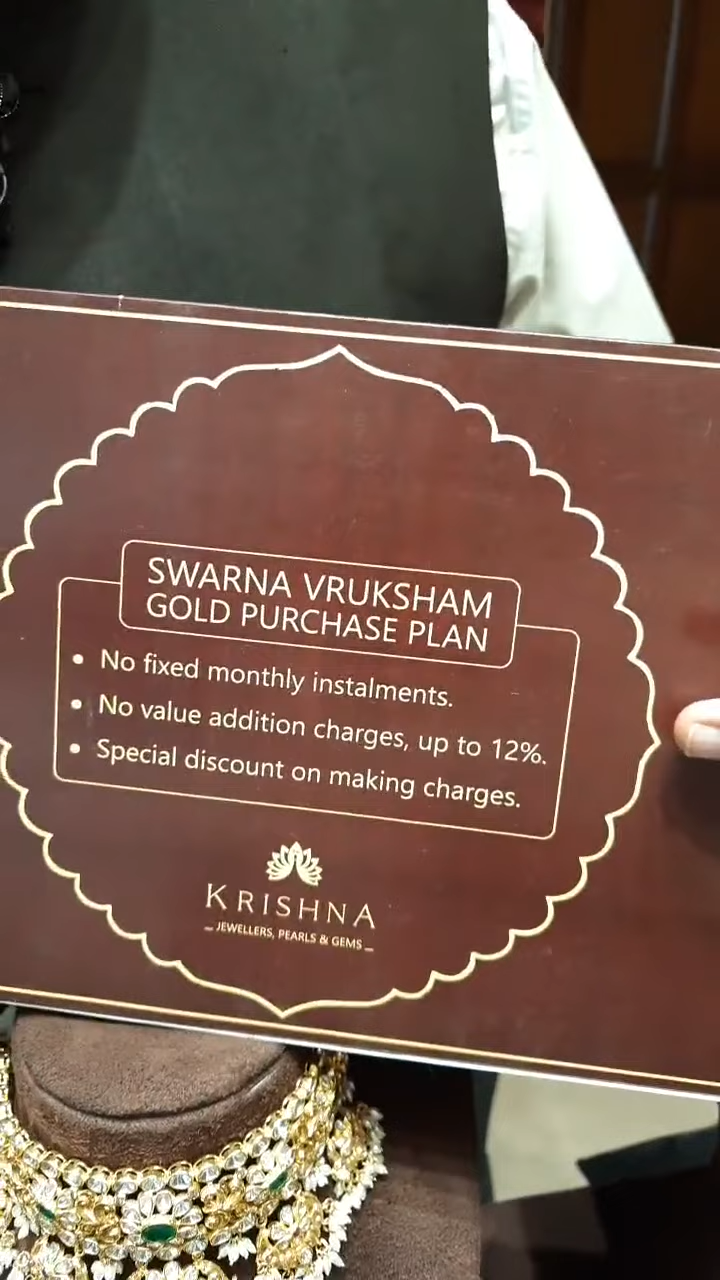 SWARNA VRUKSHAM
GOLD PURCHASE PLAN
• No fixed monthly instalments.
• No value addition charges, up to 12%.
• Special discount on making charges.
KRISHNA
JEWELLERS, PEARLS & GEMS